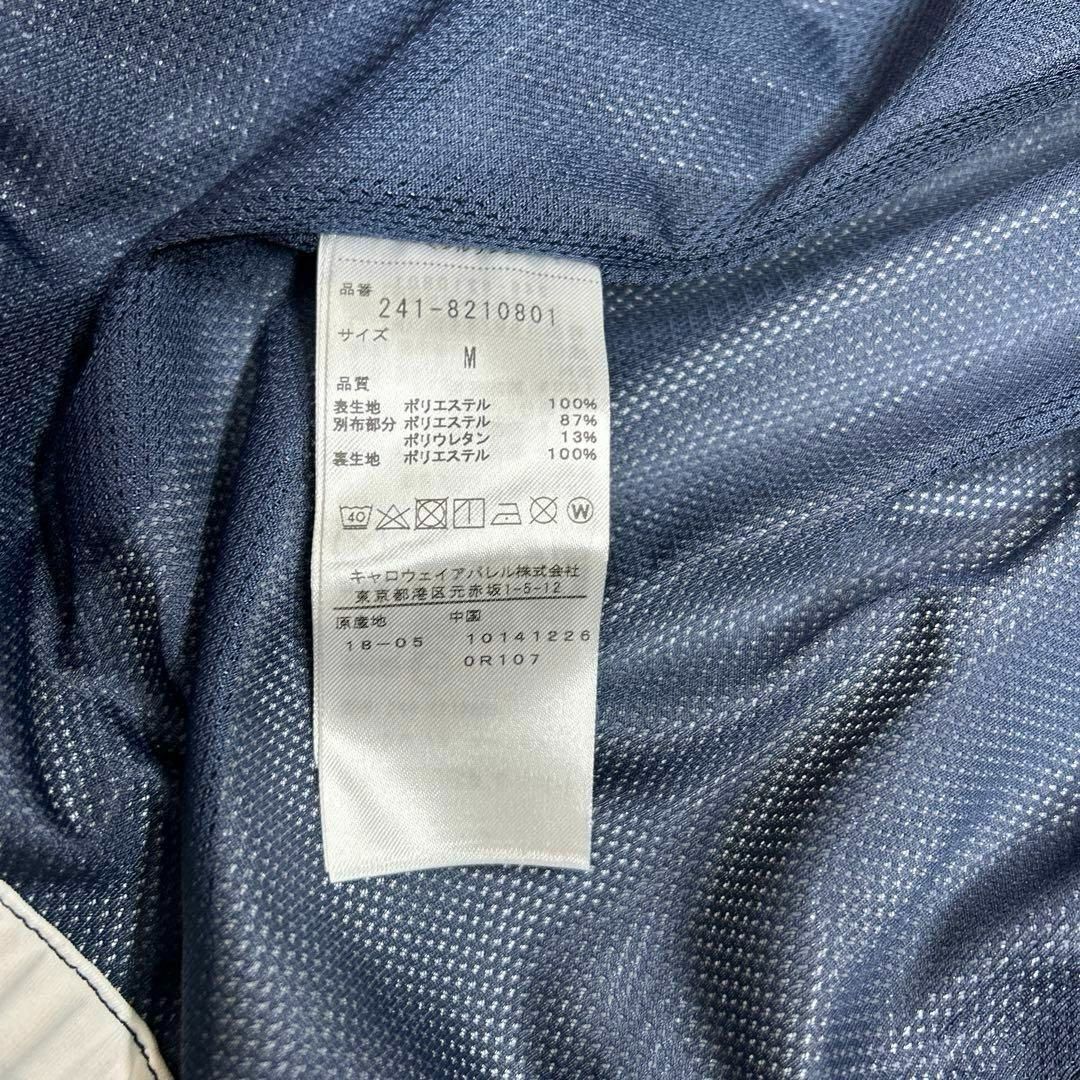 品番
241-8210801
サイズ
M
品質
表生地 ポリエステル 100%
別布部分 ポリエステル 87%
ポリウレタン 13%
裏生地 ポリエステル 100%
40 W
キャロウェイアパレル株式会社
東京都港区元赤坂1-5-12
原産地 中国
18-05 10141226
0R107